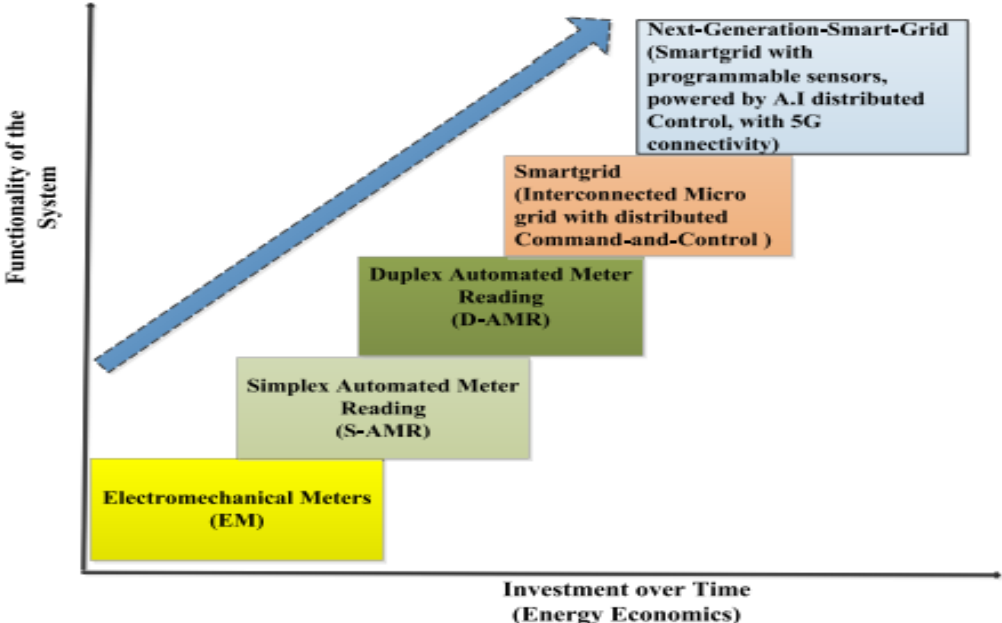 Next-Generation-Smart-Grid
(Smartgrid with
programmable sensors,
powered by A.I distributed
Control, with 5G
connectivity)
Smartgrid
(Interconnected Micro
grid with distributed
Command-and-Control )
Duplex Automated Meter
Reading
(D-AMR)
Simplex Automated Meter
Reading
(S-AMR)
Electromechanical Meters
(EM)
Functionality of the
System
Investment over Time
(Energy Economics)